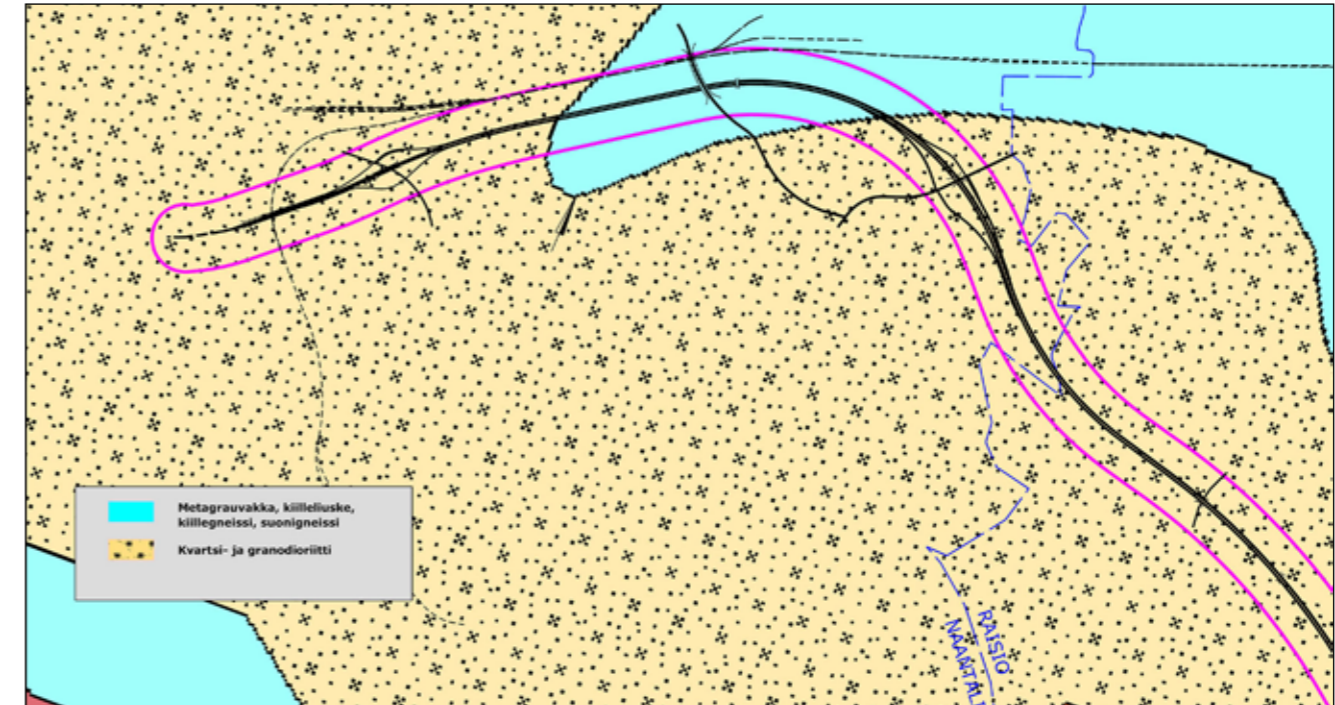 Metagrauvakka, kiilleliuske,
kiillegneissi, suonigneissi
Kvartsi- ja granodioriitti
RAISIO
NAANTALI